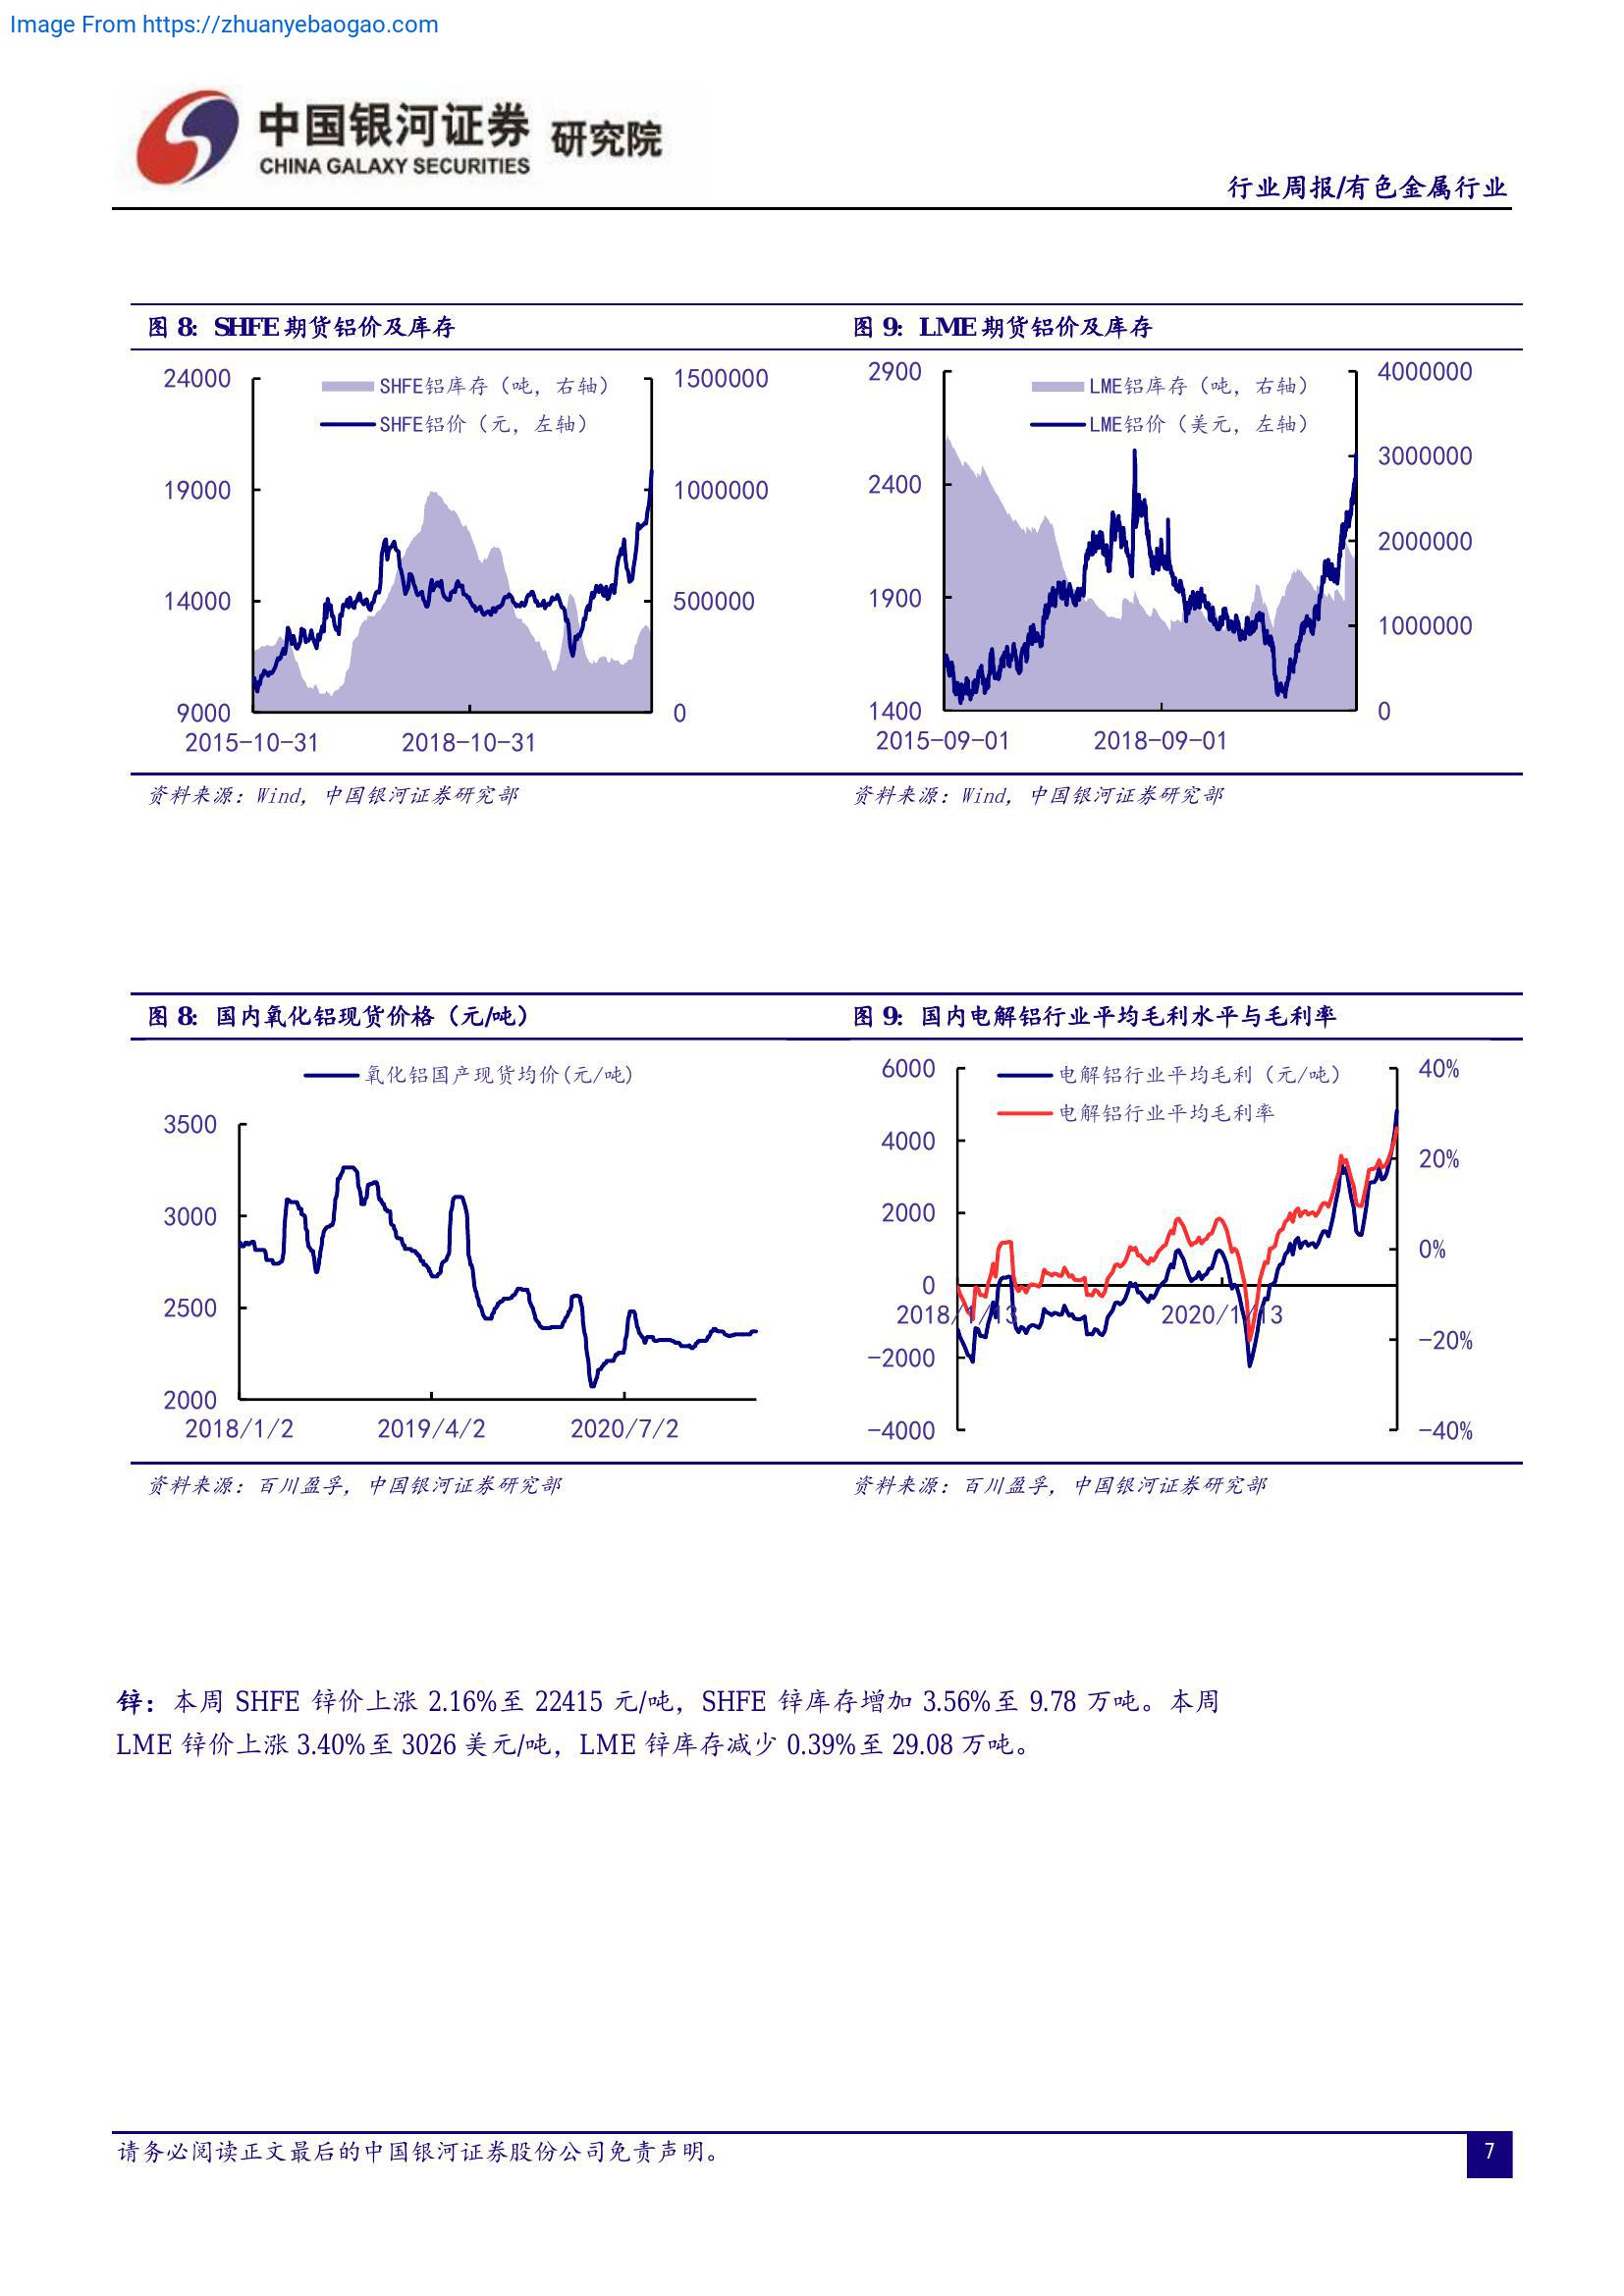 Image From https://zhuanyebaogao.com
中国银河证券 研究院
CHINA GALAXY SECURITIES
行业周报/有色金属行业
图 8: SHFE 期货铝价及库存
图 9: LME 期货铝价及库存
SHFE铝库存（吨，右轴）
SHFE铝价（元，左轴）
24000
19000
14000
9000
1500000
1000000
500000
0
2015-10-31
2018-10-31
LME铝库存（吨，右轴）
LME铝价（美元，左轴）
2900
2400
1900
1400
4000000
3000000
2000000
1000000
0
2015-09-01
2018-09-01
资料来源：Wind，中国银河证券研究部
资料来源：Wind，中国银河证券研究部
图 8: 国内氧化铝现货价格（元/吨）
图 9: 国内电解铝行业平均毛利水平与毛利率
氧化铝国产现货均价(元/吨)
3500
3000
2500
2000
2018/1/2
2019/4/2
2020/7/2
电解铝行业平均毛利（元/吨）
电解铝行业平均毛利率
6000
4000
2000
0
-2000
-4000
40%
20%
0%
-20%
-40%
2018/1/13
2020/1/13
资料来源：百川盈孚，中国银河证券研究部
资料来源：百川盈孚，中国银河证券研究部
锌：本周 SHFE 锌价上涨 2.16%至 22415 元/吨，SHFE 锌库存增加 3.56%至 9.78 万吨。本周
LME 锌价上涨 3.40%至 3026 美元/吨，LME 锌库存减少 0.39%至 29.08 万吨。
请务必阅读正文最后的中国银河证券股份公司免责声明。
7